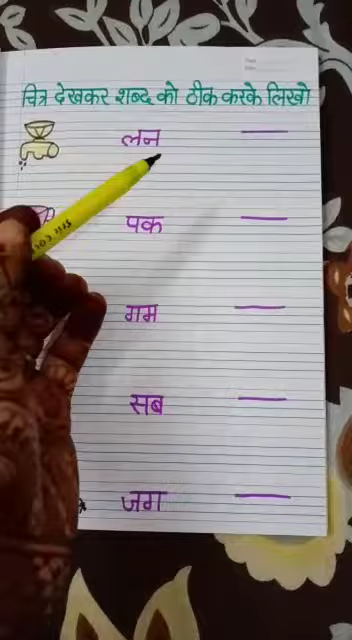 चित्र देखकर शब्द को ठीक करके लिखो
लन
पक
गम
सब
जग